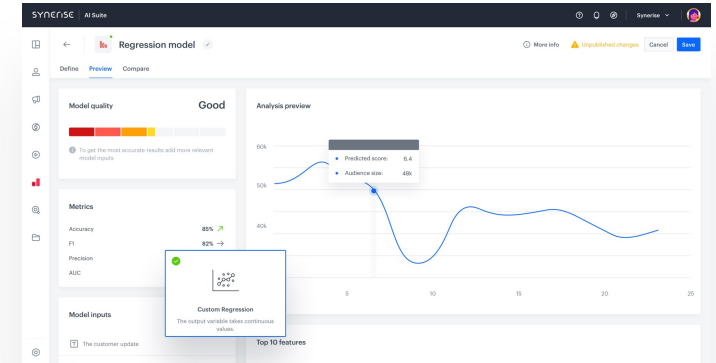 SYNERISE AI Suite
Synerise
Regression model
More info
Unpublished changes
Cancel
Save
Define Preview Compare
Model quality Good
To get the most accurate results add more relevant
model inputs
Metrics
Accuracy 85%
F1 82%
Precision
AUC
Custom Regression
The output variable takes continuous
values.
Model inputs
The customer update
Analysis preview
60k
50k
40k
Predicted score: 6.4
Audience size: 48k
5 10 15 20 25
Top 10 features